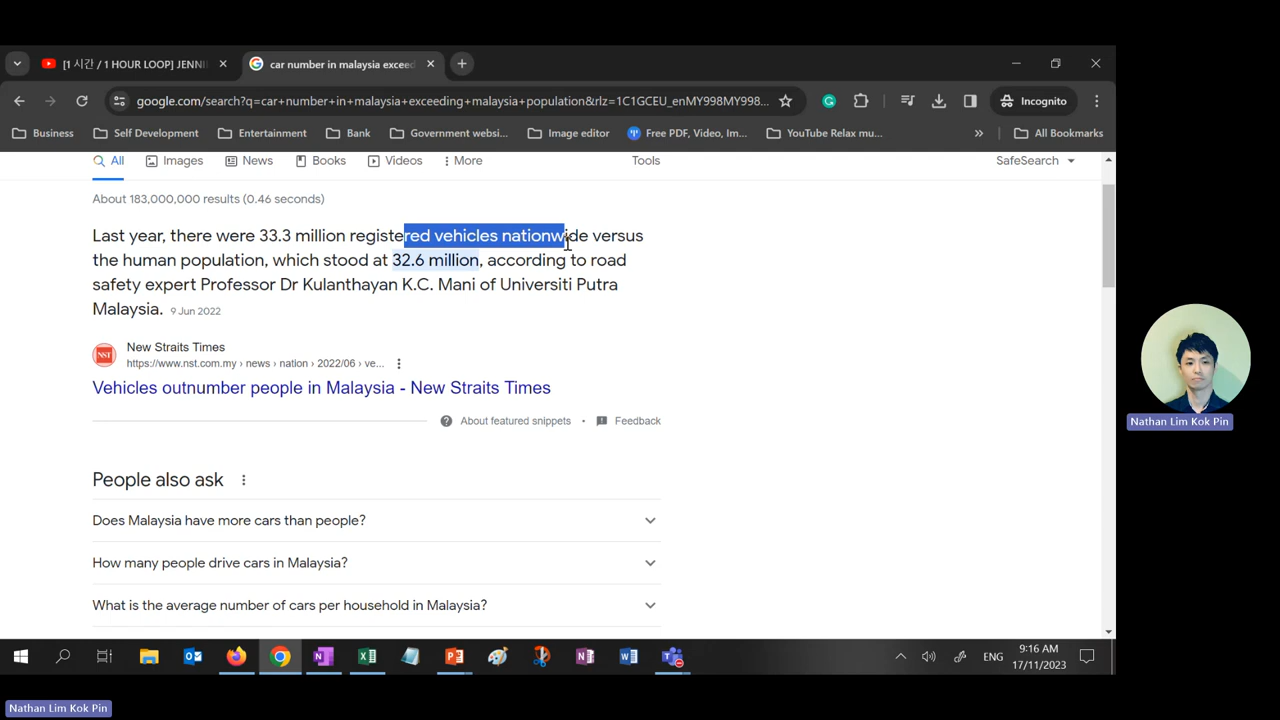 [1 시간 / 1 HOUR LOOP] JENNI
car number in malaysia exceed
google.com/search?q=car+number+in+malaysia+exceeding+malaysia+population&rlz=1C1GCEU_enMY998MY998...
Incognito
Business
Self Development
Entertainment
Bank
Government websi...
Image editor
Free PDF, Video, Im...
YouTube Relax mu...
»
All Bookmarks
All
Images
News
Books
Videos
More
Tools
SafeSearch
About 183,000,000 results (0.46 seconds)
Last year, there were 33.3 million registered vehicles nationwide versus
the human population, which stood at 32.6 million, according to road
safety expert Professor Dr Kulanthayan K.C. Mani of Universiti Putra
Malaysia. 9 Jun 2022
NST
New Straits Times
https://www.nst.com.my › news › nation › 2022/06 › ve...
Vehicles outnumber people in Malaysia - New Straits Times
About featured snippets • Feedback
People also ask
Does Malaysia have more cars than people?
How many people drive cars in Malaysia?
What is the average number of cars per household in Malaysia?
Nathan Lim Kok Pin
ENG
9:16 AM
17/11/2023
Nathan Lim Kok Pin